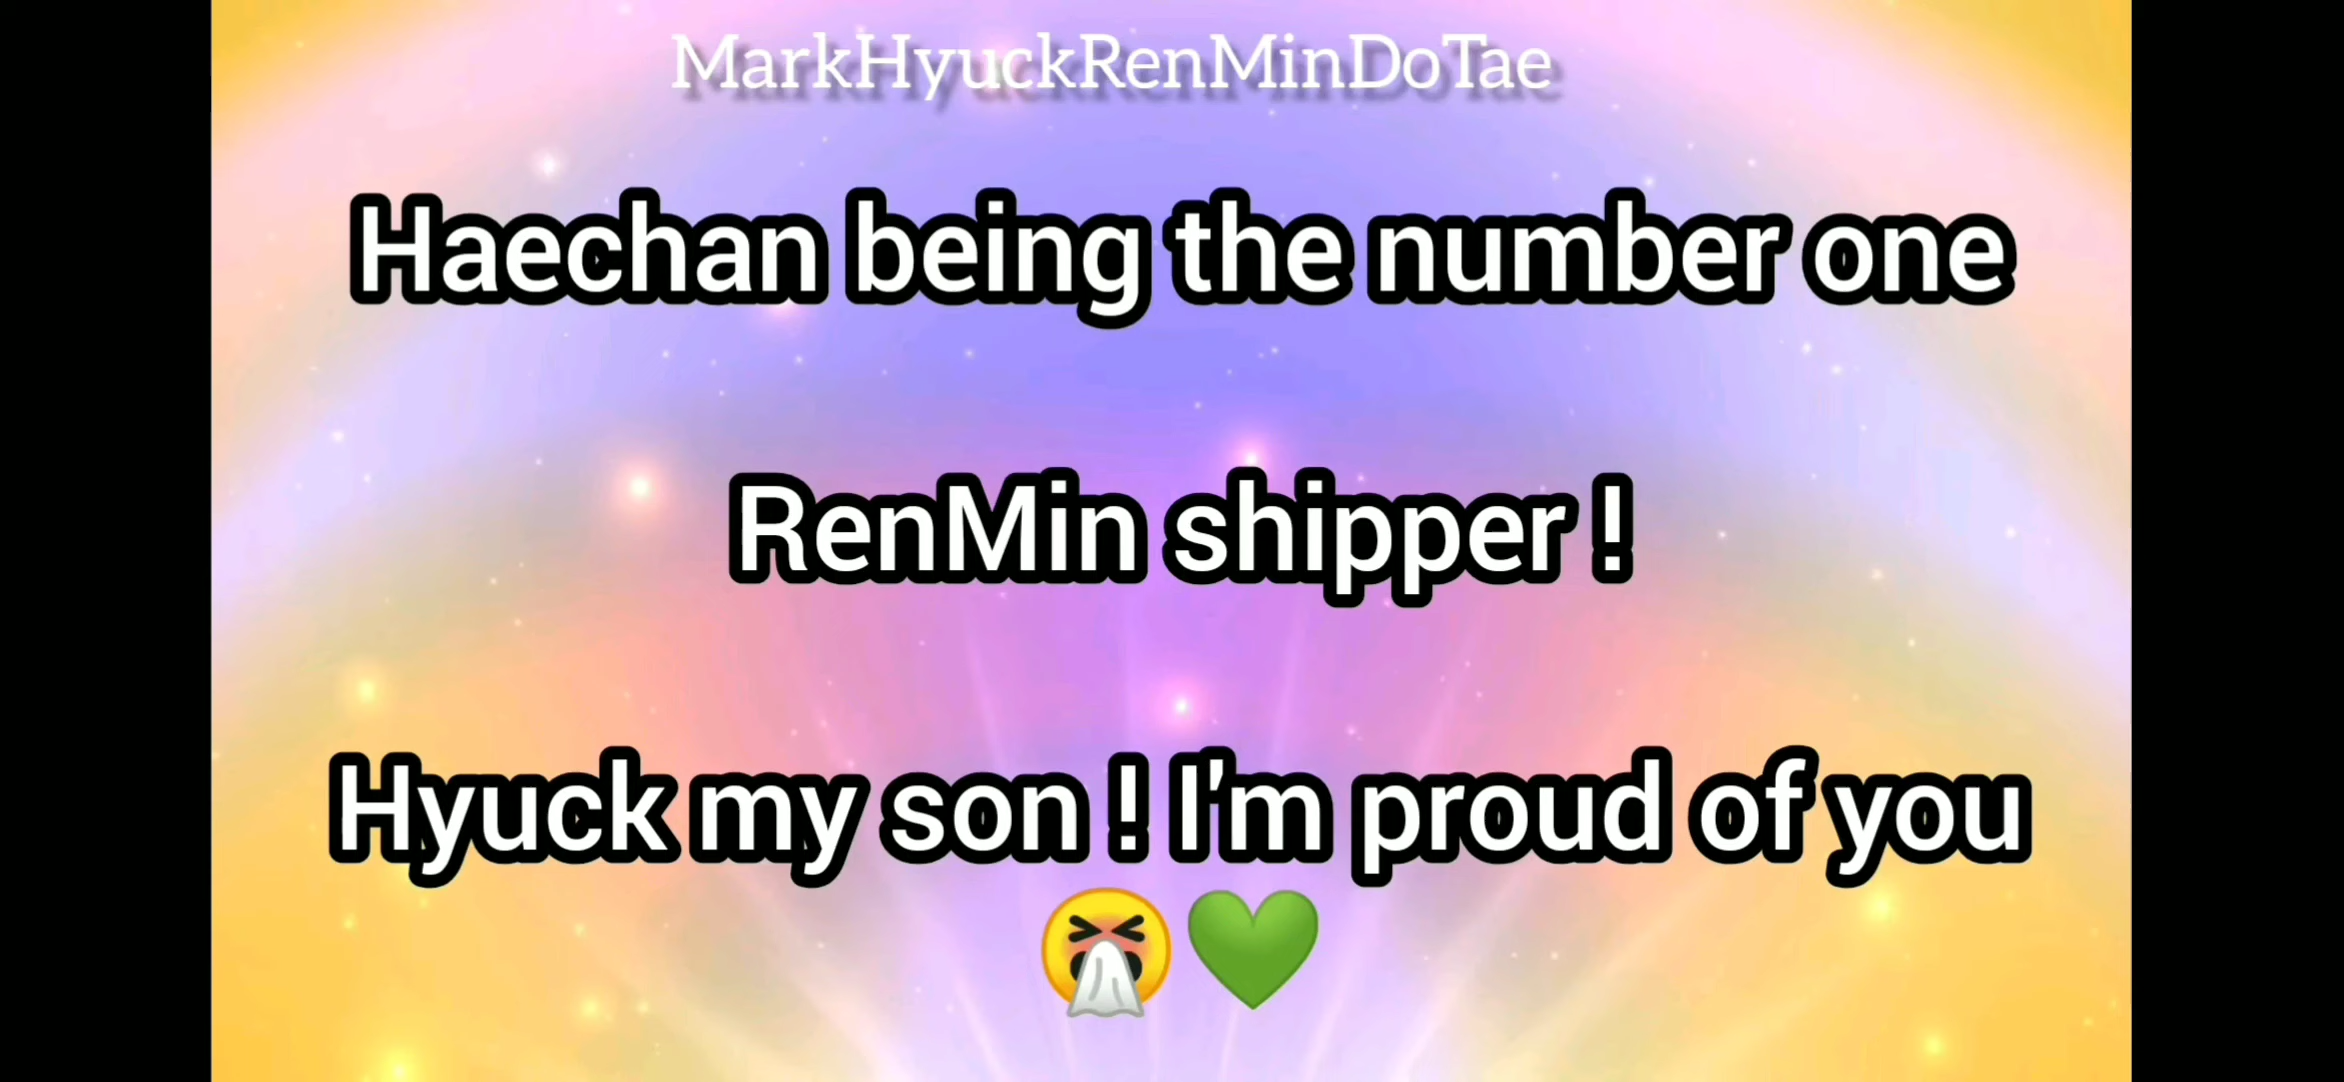 MarkHyuckRenMinDoTae
Haechan being the number one
RenMin shipper !
Hyuck my son ! I'm proud of you
🤧💚